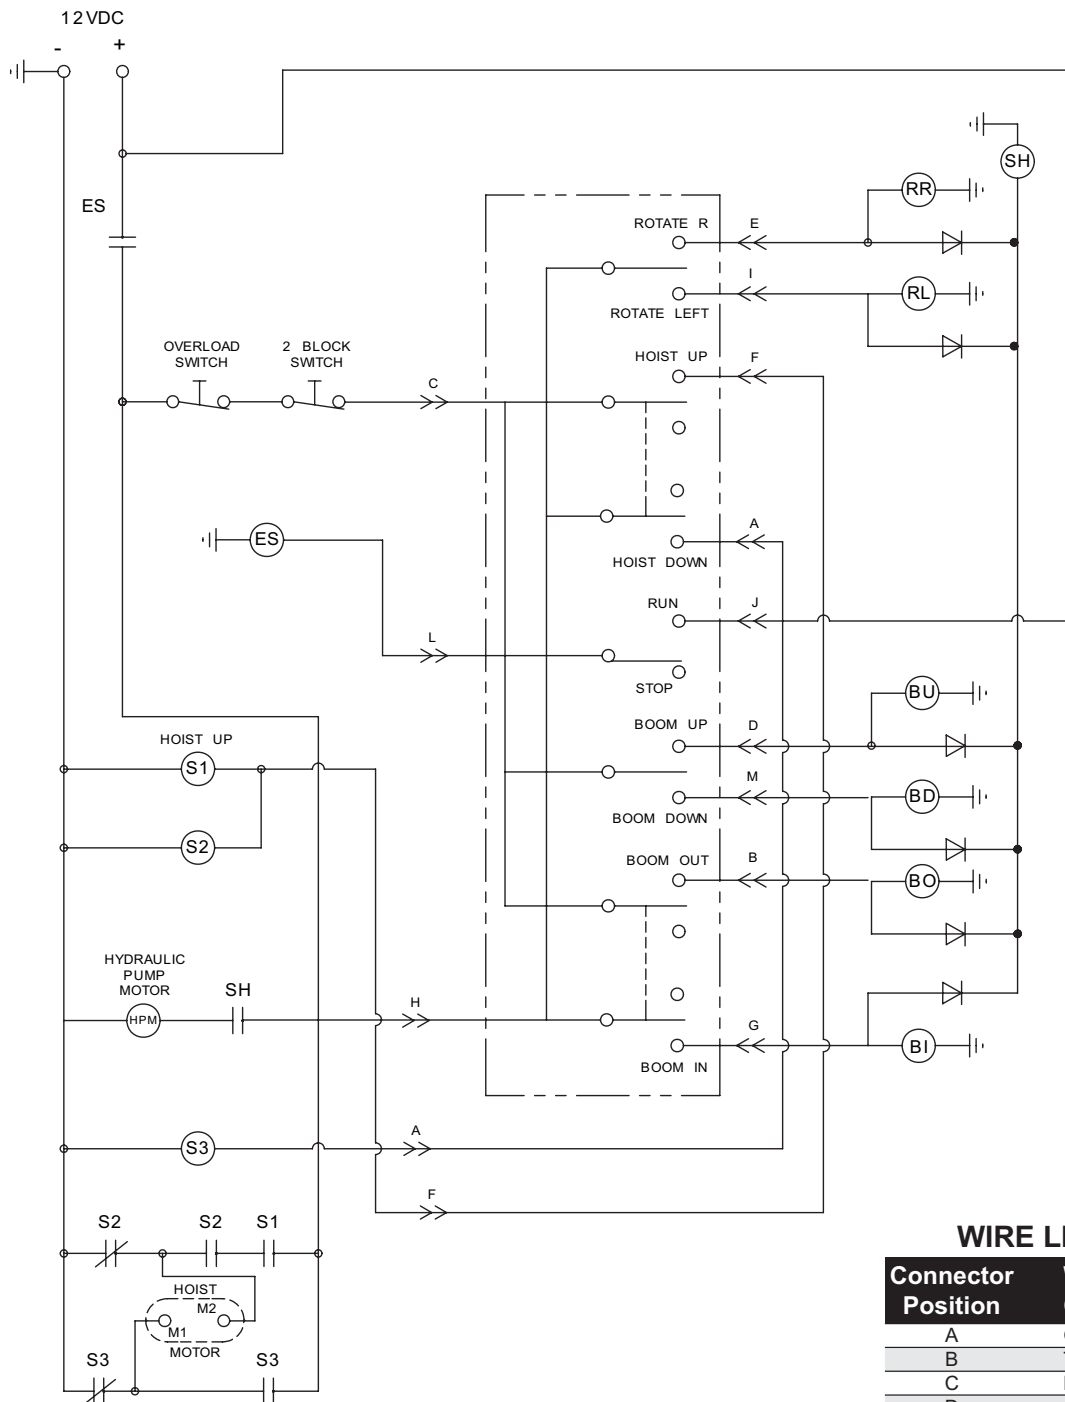 12VDC
- +
ES
OVERLOAD SWITCH
2 BLOCK SWITCH
C
ROTATE R
E
RR
SH
I
RL
ROTATE LEFT
HOIST UP
F
A
HOIST DOWN
ES
RUN
J
L
STOP
BU
BOOM UP
D
HOIST UP
S1
M
BD
BOOM DOWN
S2
BOOM OUT
B
BO
HYDRAULIC
PUMP
MOTOR
HPM
SH
H
G
BI
BOOM IN
S3
A
F
S2 S2 S1
HOIST
M2
M1
MOTOR
S3 S3
WIRE
Connector
Position
A
B
C